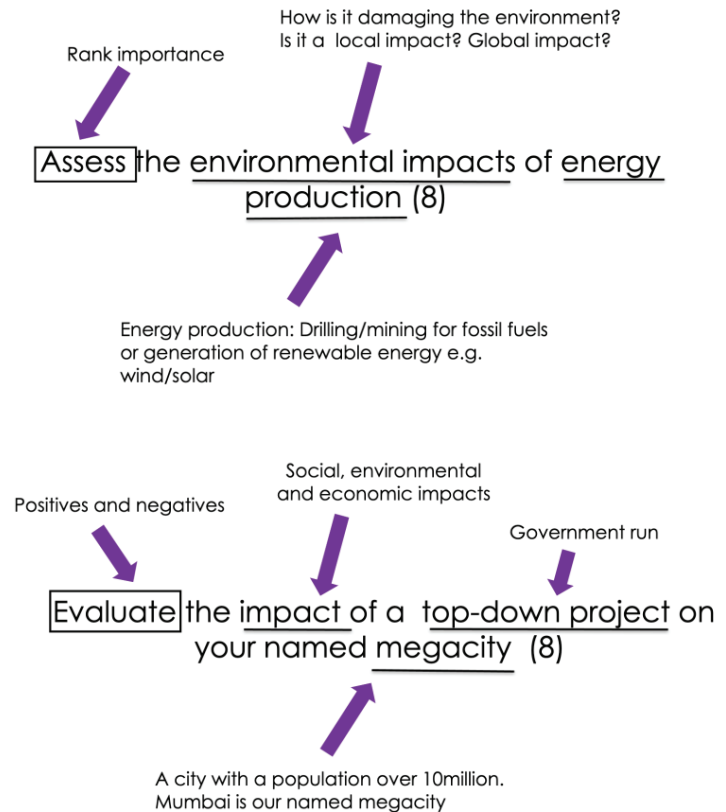 How is it damaging the environment?
Is it a local impact? Global impact?
Rank importance
Assess the environmental impacts of energy
production (8)
Energy production: Drilling/mining for fossil fuels
or generation of renewable energy e.g.
wind/solar
Social, environmental
and economic impacts
Positives and negatives
Government run
Evaluate the impact of a top-down project on
your named megacity (8)
A city with a population over 10million.
Mumbai is our named megacity